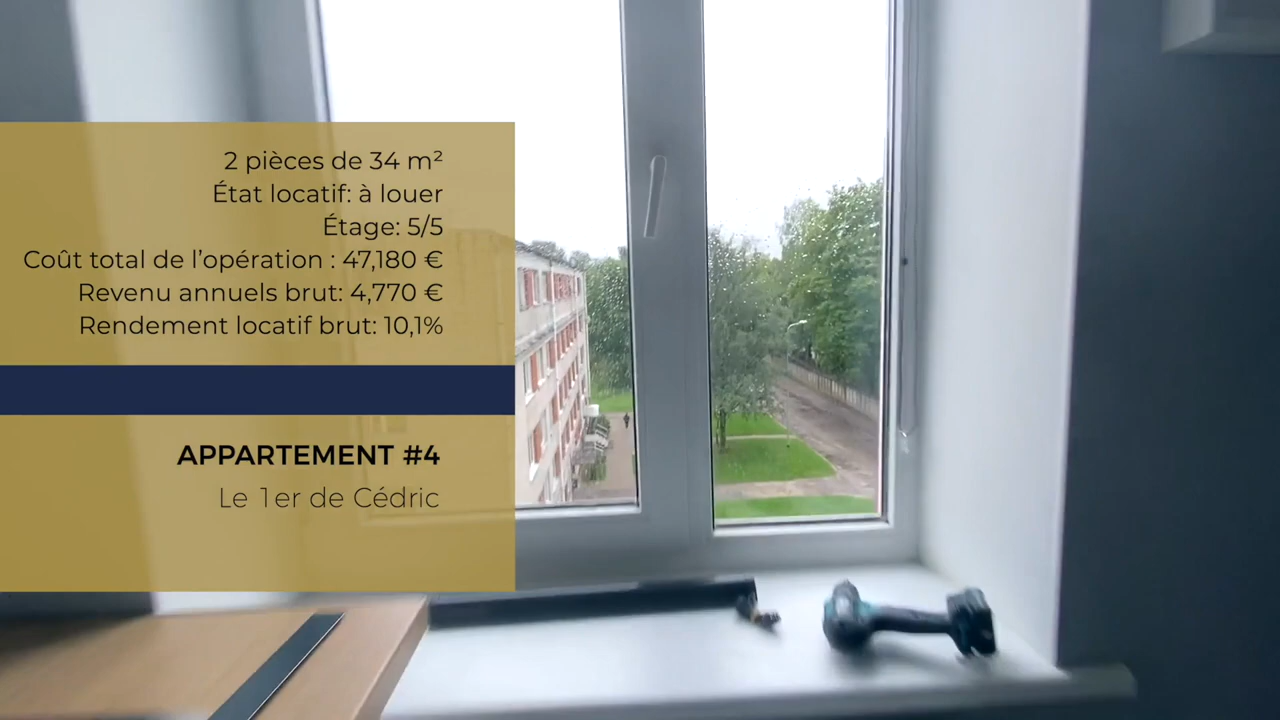 2 pièces de 34 m²
État locatif: à louer
Étage: 5/5
Coût total de l’opération : 47,180 €
Revenu annuels brut: 4,770 €
Rendement locatif brut: 10,1%
APPARTEMENT #4
Le 1er de Cédric